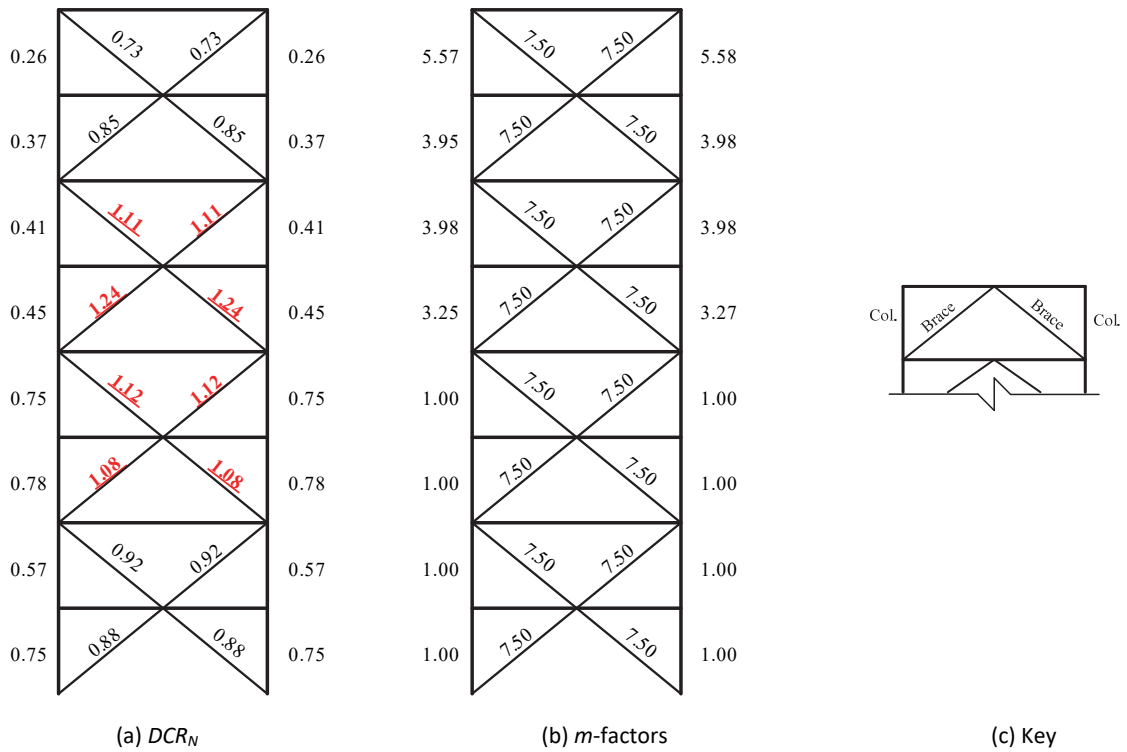 0.26 0.73 0.73 0.26
0.37 0.85 0.85 0.37
0.41 1.11 1.11 0.41
0.45 1.24 1.24 0.45
0.75 1.12 1.12 0.75
0.78 1.08 1.08 0.78
0.57 0.92 0.92 0.57
0.75 0.88 0.88 0.75
(a) DCRN
5.57 7.50 7.50 5.58
3.95 7.50 7.50 3.98
3.98 7.50 7.50 3.98
3.25 7.50 7.50 3.27
1.00 7.50 7.50 1.00
1.00 7.50 7.50 1.00
1.00 7.50 7.50 1.00
1.00 7.50 7.50 1.00
(b) m-factors
Col. Brace Brace Col.
(c) Key